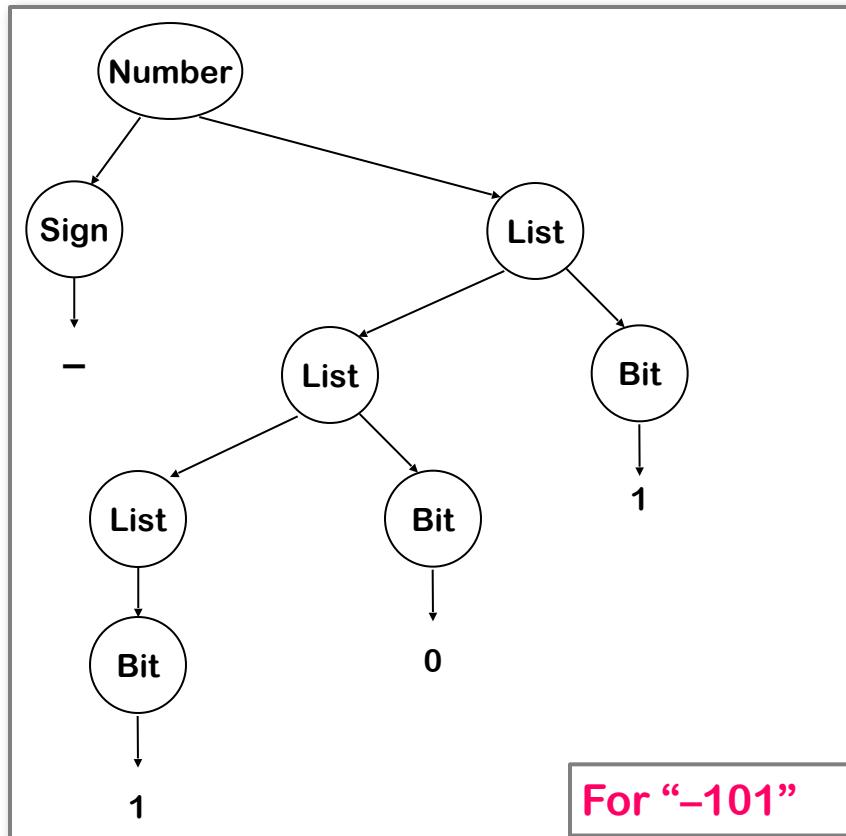 Number
Sign
List
–
List
Bit
List
Bit
1
Bit
0
1
For “–101”